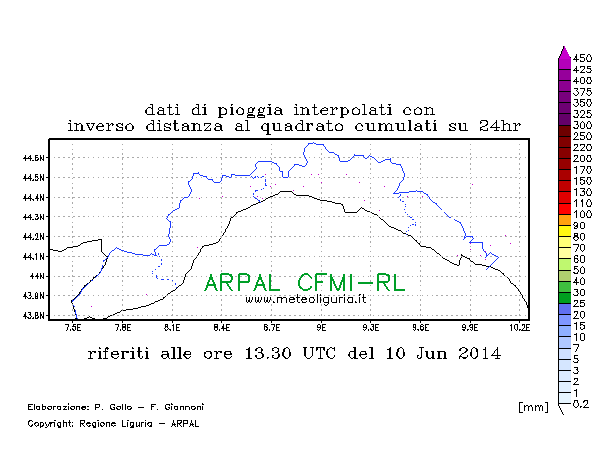 dati di pioggia interpolati con
inverso distanza al quadrato cumulati su 24hr
44.6N
44.4N
44.3N
44.2N
44.1N
44N
43.9N
43.8N
ARPAL CFMI-RL
www.meteoliguria.it
7.5E 7.8E 8.1E 8.4E 8.7E 9E 9.3E 9.6E 9.9E 10.2E
riferiti alle ore 13.30 UTC del 10 Jun 2014
Elaborazione: P. Gollo - F. Giannoni
Copyright: Regione Liguria - ARPAL
450
425
400
375
350
325
300
250
220
200
170
150
130
110
100
90
80
70
60
50
40
30
25
20
15
10
7
5
3
2
1
0.2
[mm]